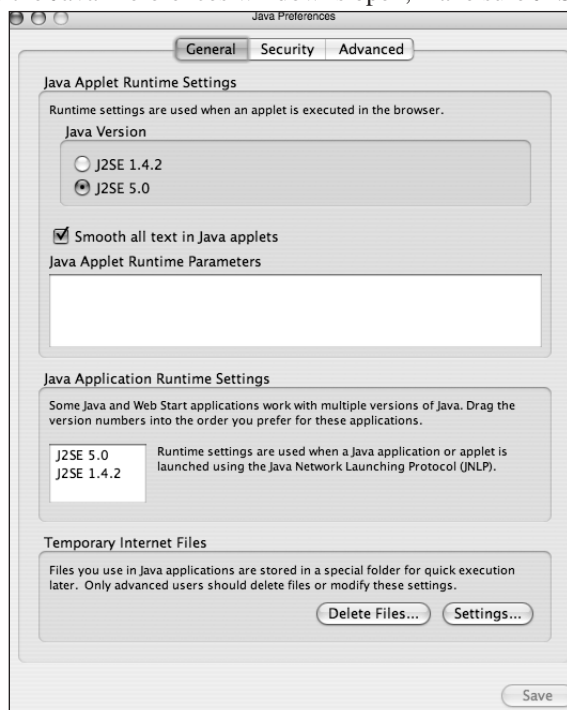 Java Preferences
General Security Advanced
Java Applet Runtime Settings
Runtime settings are used when an applet is executed in the browser.
Java Version
J2SE 1.4.2
J2SE 5.0
Smooth all text in Java applets
Java Applet Runtime Parameters
Java Application Runtime Settings
Some Java and Web Start applications work with multiple versions of Java. Drag the
version numbers into the order you prefer for these applications.
J2SE 5.0
J2SE 1.4.2
Runtime settings are used when a Java application or applet is
launched using the Java Network Launching Protocol (JNLP).
Temporary Internet Files
Files you use in Java applications are stored in a special folder for quick execution
later. Only advanced users should delete files or modify these settings.
Delete Files... Settings...
Save